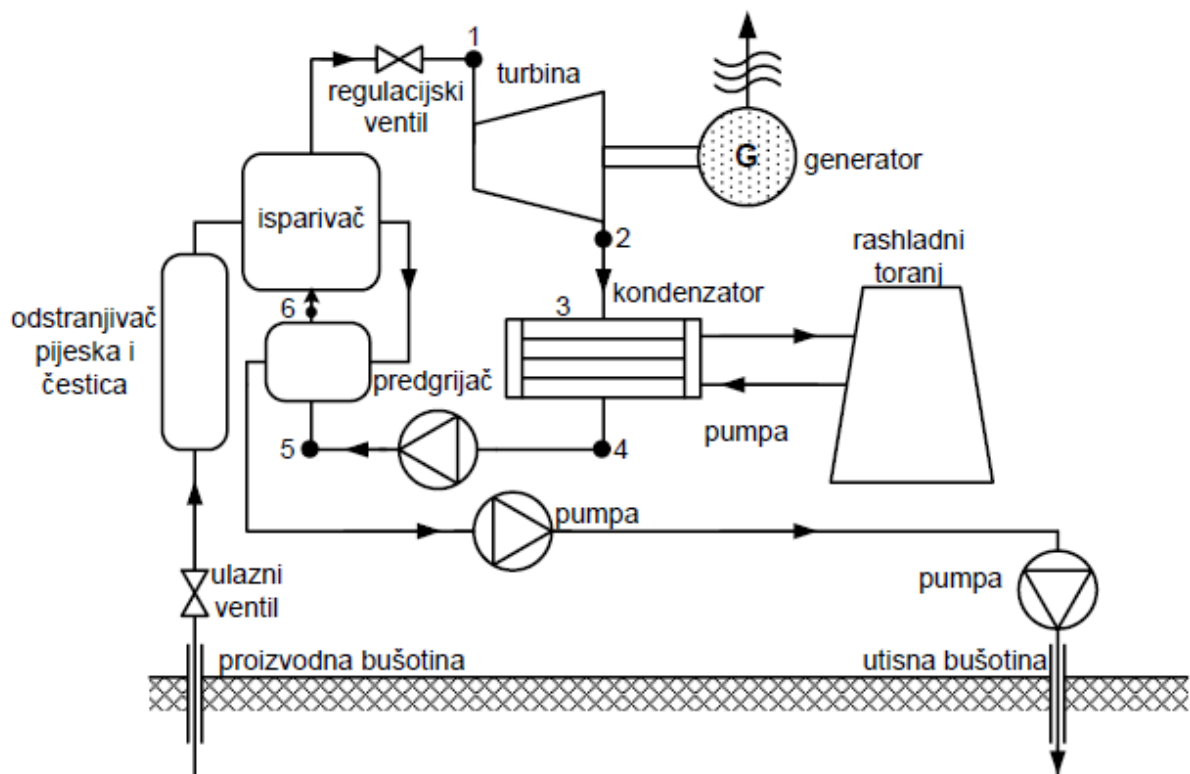 1
turbina
regulacijski
ventil
G
generator
isparivač
2
rashladni
toranj
kondenzator
3
6
odstranjivač
pijeska i
čestica
predgrijač
pumpa
5
4
pumpa
ulazni
ventil
pumpa
proizvodna bušotina
utisna bušotina